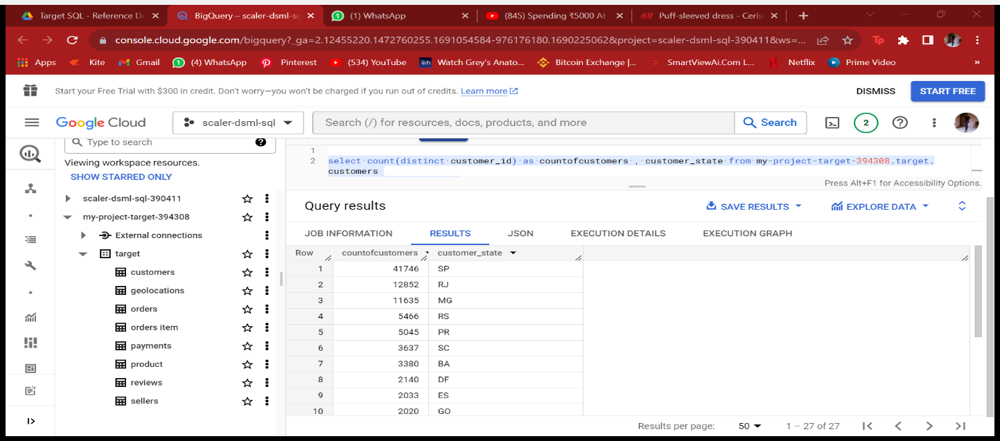 Target SQL - Reference Do
BigQuery – scaler-dsml-sc
(1) WhatsApp
(845) Spending ₹5000 At
H&M Puff-sleeved dress - Ceris
console.cloud.google.com/bigquery?_ga=2.12455220.1472760255.1691054584-976176180.1690225062&project=scaler-dsml-sql-390411&ws=...
Tp
Apps Kite Gmail (4) WhatsApp Pinterest (534) YouTube Watch Grey's Anato... Bitcoin Exchange |... SmartViewAi.Com L... Netflix Prime Video »
Start your Free Trial with $300 in credit. Don't worry—you won't be charged if you run out of credits. Learn more
DISMISS
START FREE
Google Cloud
scaler-dsml-sql
Search (/) for resources, docs, products, and more
Search
2
Type to search
Viewing workspace resources.
SHOW STARRED ONLY
scaler-dsml-sql-390411
my-project-target-394308
External connections
target
customers
geolocations
orders
orders item
payments
product
reviews
sellers
1
2 select count(distinct customer_id) as countofcustomers , customer_state from my-project-target-394308.target.
customers
Press Alt+F1 for Accessibility Options.
Query results
SAVE RESULTS
EXPLORE DATA
JOB INFORMATION RESULTS JSON EXECUTION DETAILS EXECUTION GRAPH
Row countofcustomers customer_state
1 41746 SP
2 12852 RJ
3 11635 MG
4 5466 RS
5 5045 PR
6 3637 SC
7 3380 BA
8 2140 DF
9 2033 ES
10 2020 GO
Results per page: 50 1 – 27 of 27